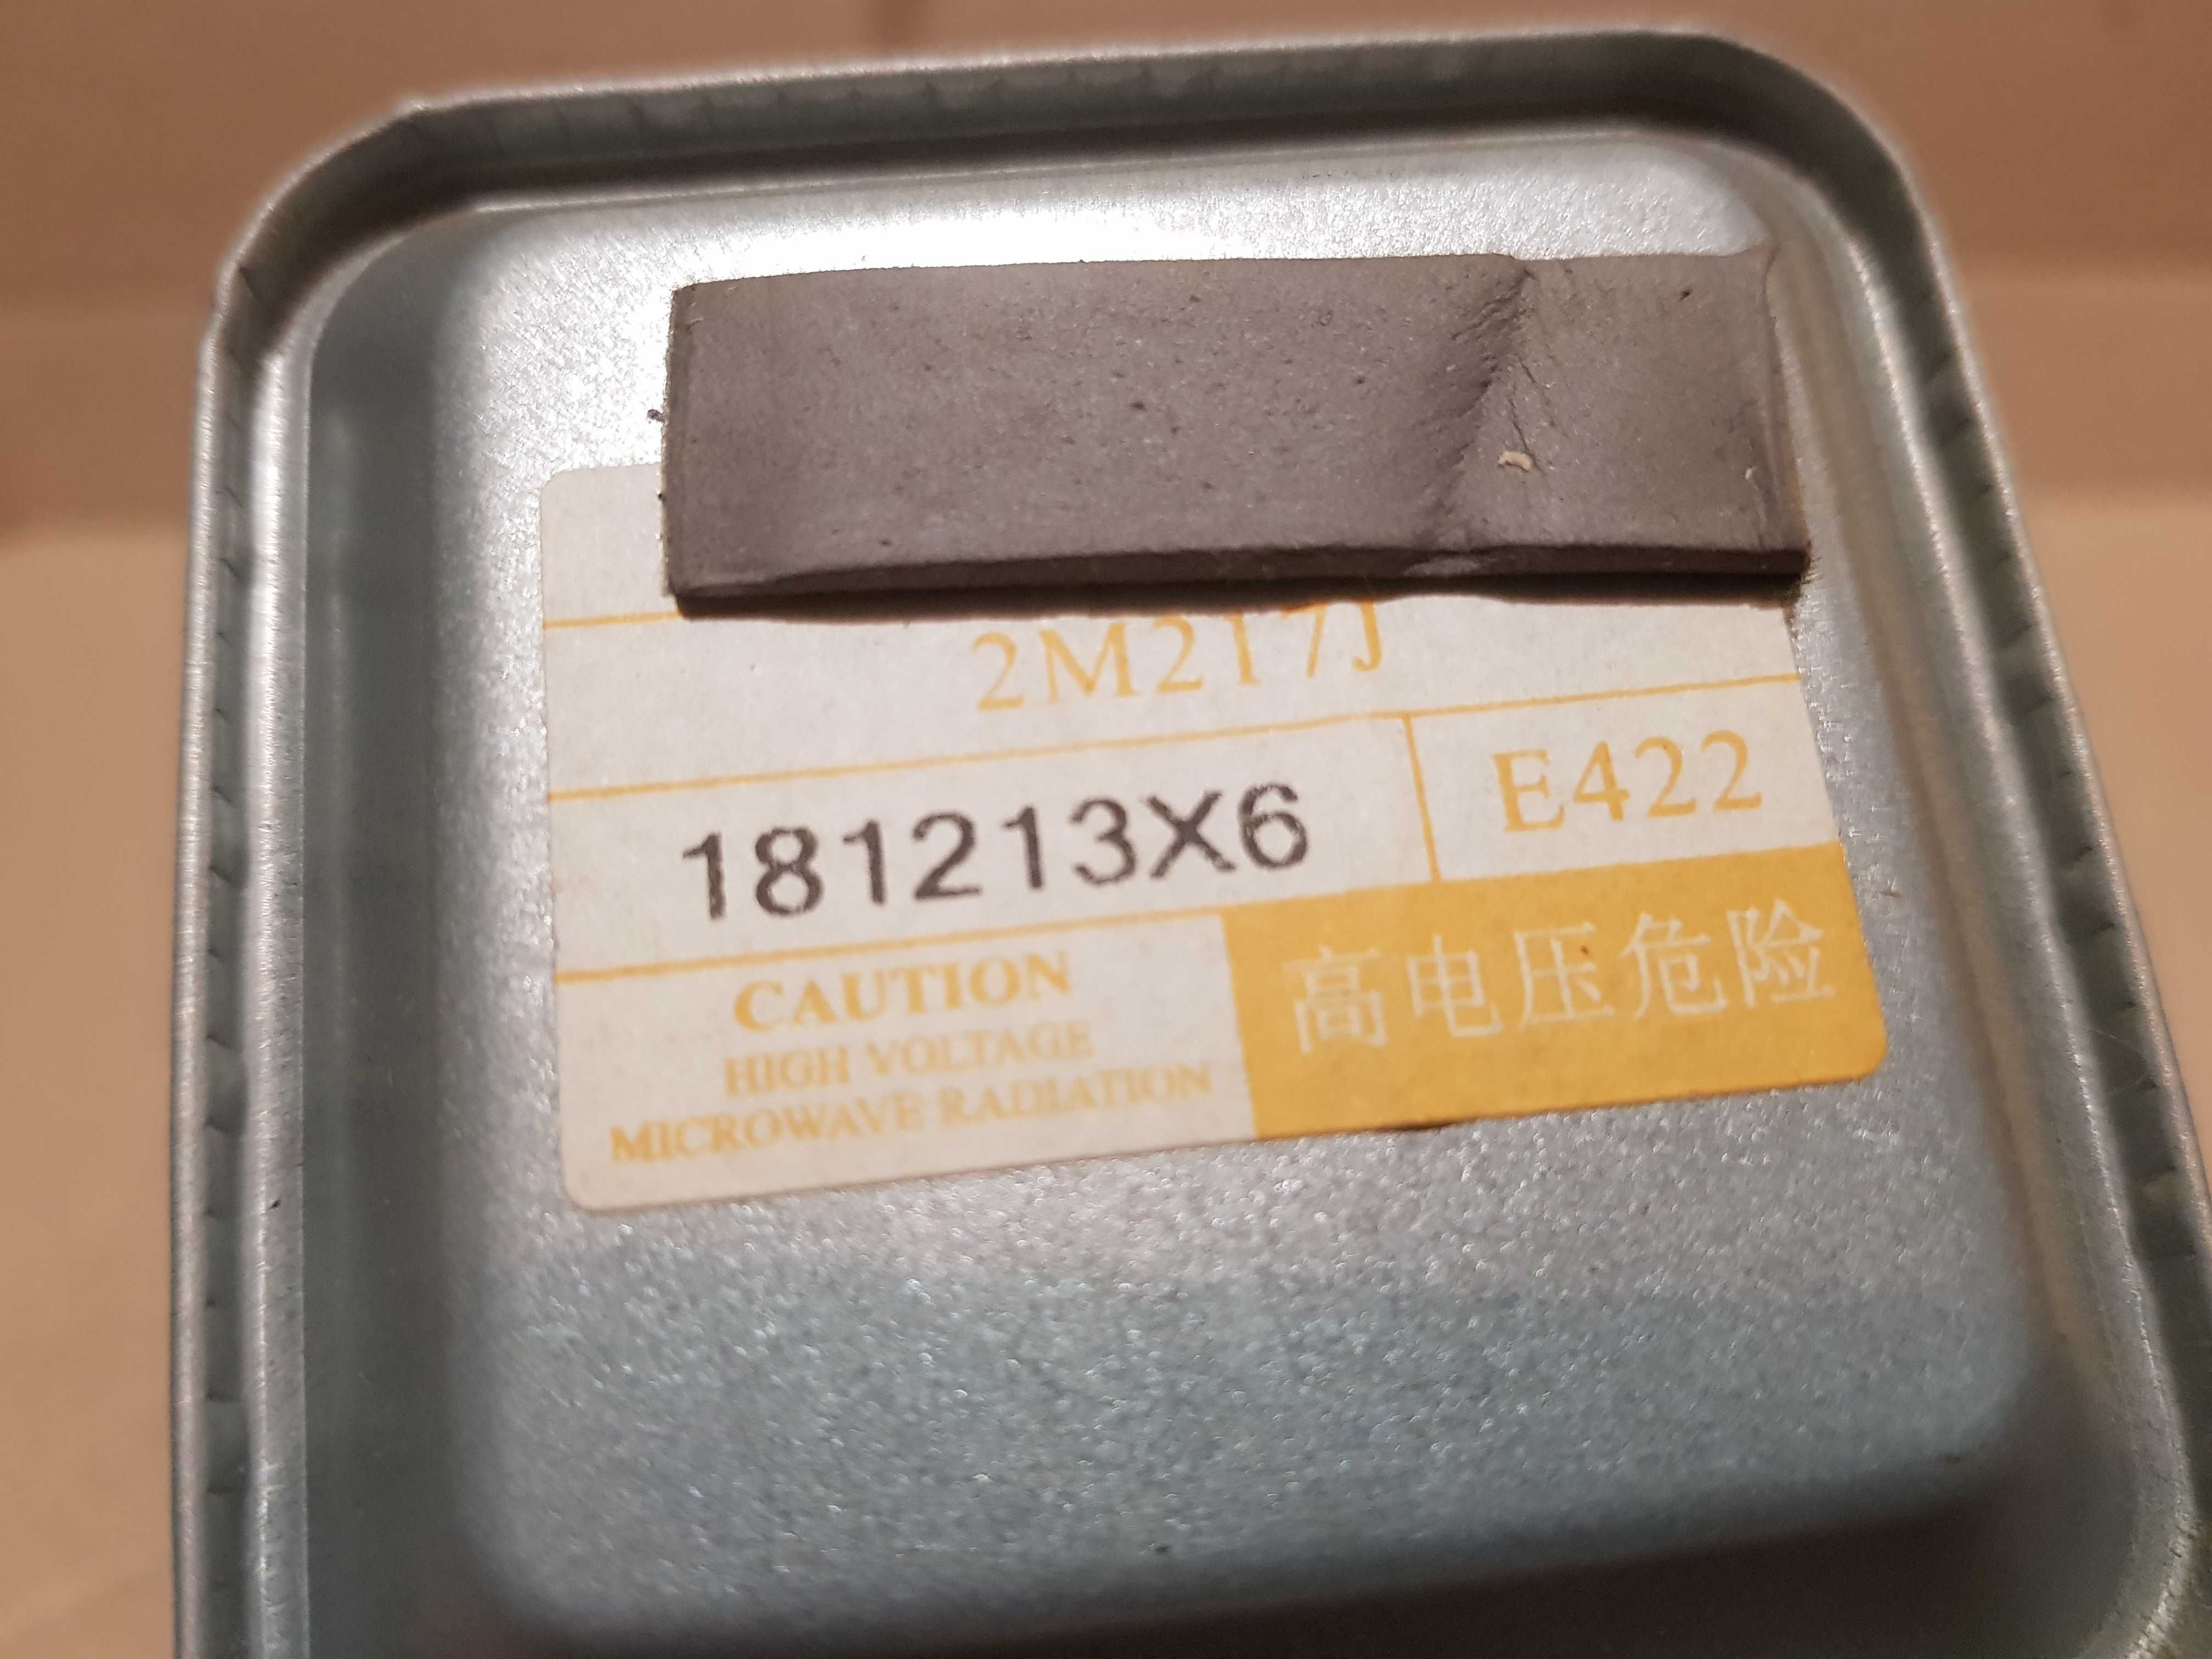 2M217J
181213X6
E422
CAUTION
HIGH VOLTAGE
MICROWAVE RADIATION
高电压危险